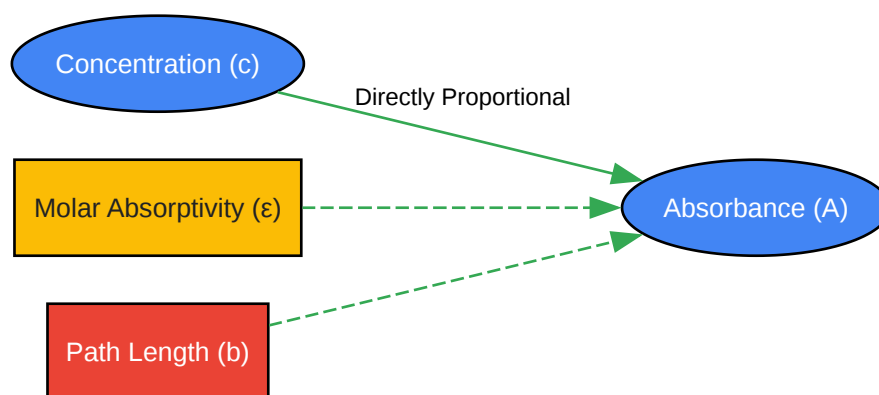 Concentration (c)
Directly Proportional
Molar Absorptivity (ε)
Absorbance (A)
Path Length (b)